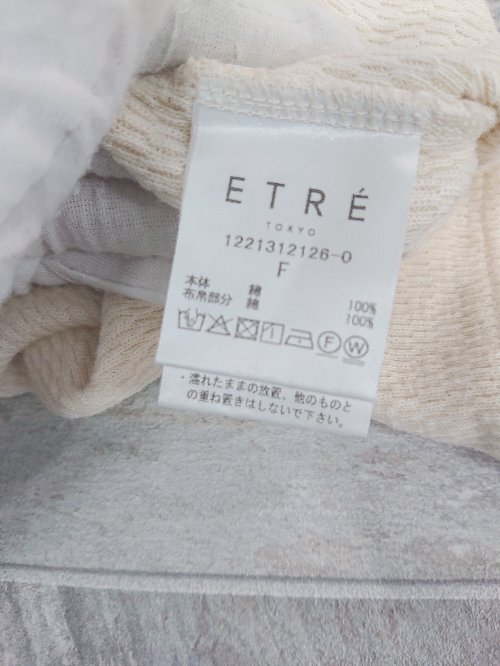 ETRÉ
TOKYO
1221312126-0
F
本体 綿 100%
布帛部分 綿 100%
F W
・濡れたままの放置、他のものと
の重ね置きはしないで下さい。